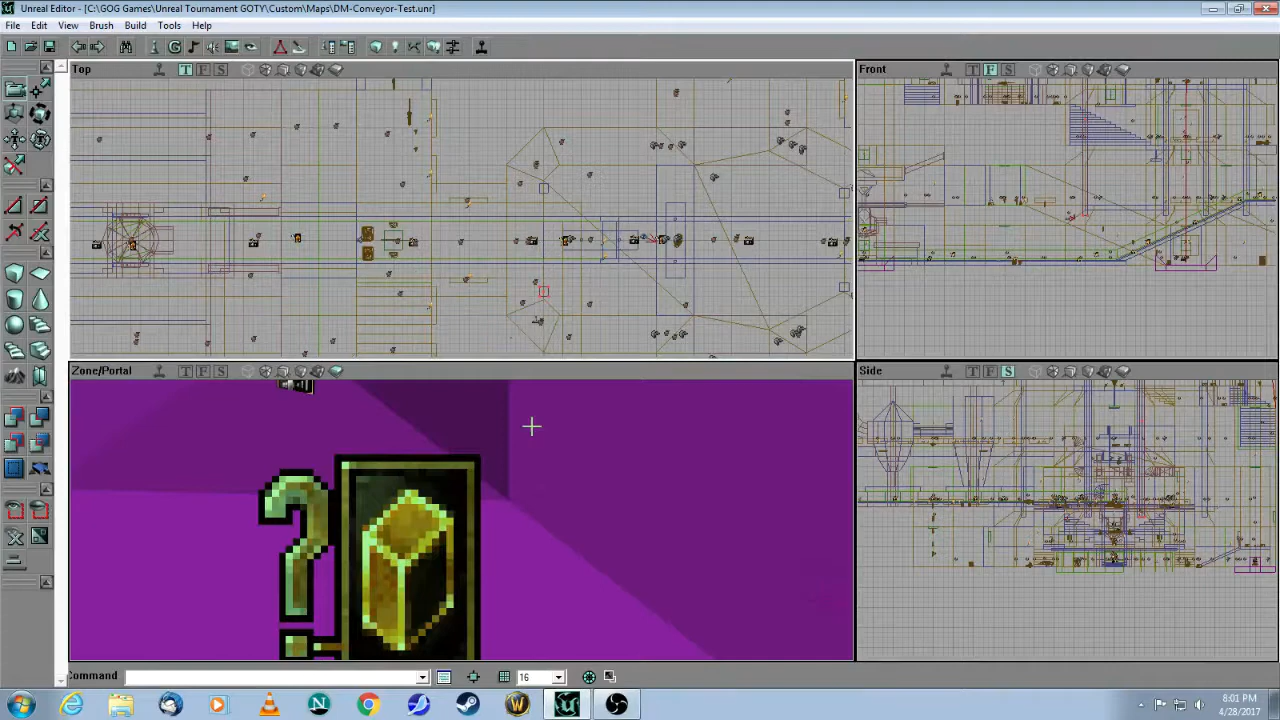 Unreal Editor - [C:\GOG Games\Unreal Tournament GOTY\Custom\Maps\DM-Conveyor-Test.unr]
File Edit View Brush Build Tools Help
Top
T F S
Front
T F S
Zone/Portal
T F S
Side
T F S
Command
16
8:01 PM
4/28/2017